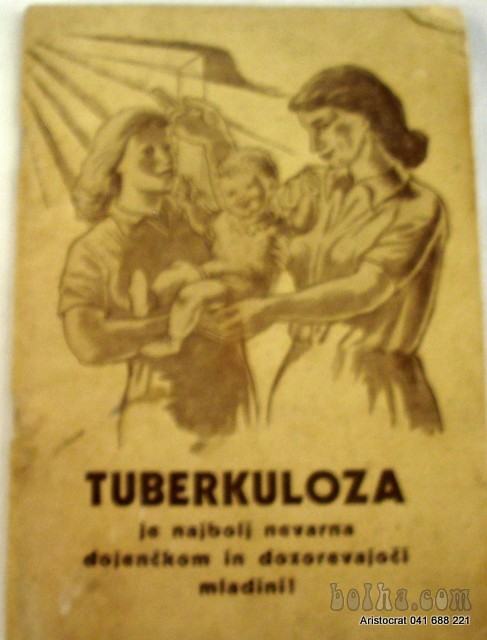 TUBERKULOZA
je najbolj nevarna
dojenčkom in dozorevajoči
mladini!
bolha.com
Aristocrat 041 688 221